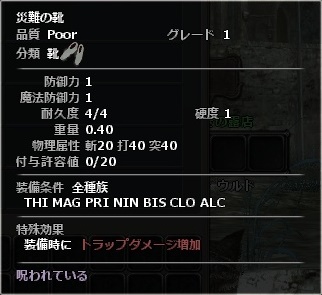 災難の靴
品質 Poor グレード 1
分類 靴
防御力 1
魔法防御力 1
耐久度 4/4 硬度 1
重量 0.40
物理属性 斬20 打40 突40
付与許容値 0/20
装備条件 全種族
THI MAG PRI NIN BIS CLO ALC
特殊効果
装備時に トラップダメージ増加
呪われている
ウルト